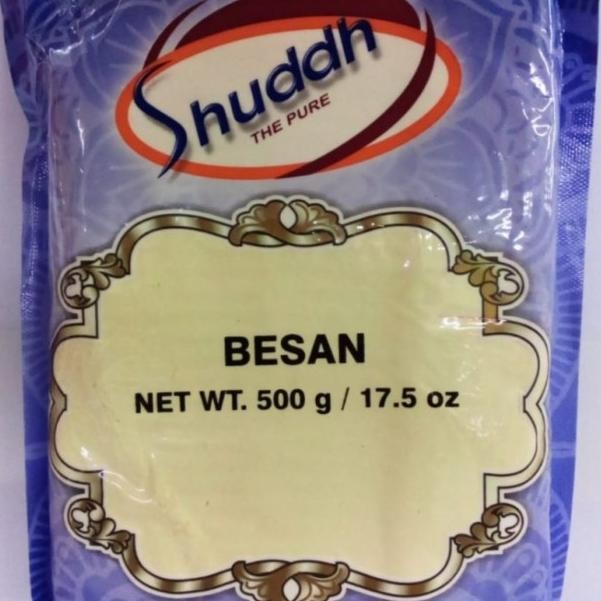 Shuddh
THE PURE
BESAN
NET WT. 500 g / 17.5 oz